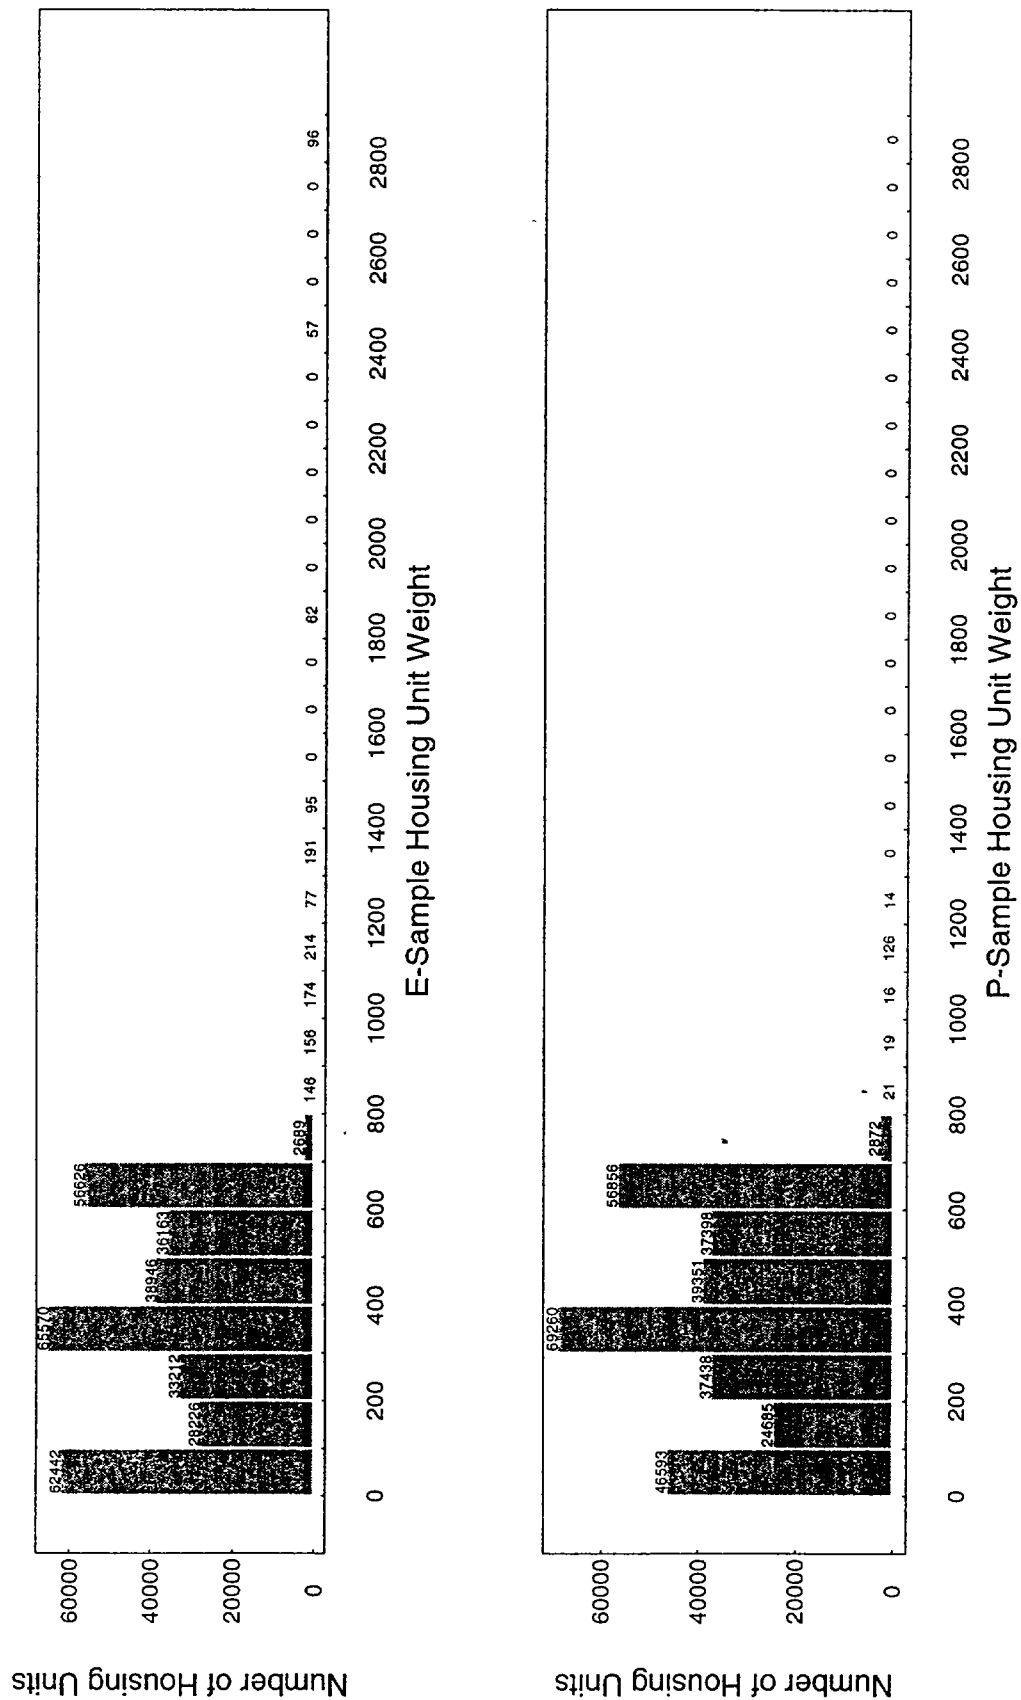 Number of Housing Units
60000
40000
20000
0
62442 28226 33212 65570 38946 36163 56626 2689 146 156 174 214 77 191 95 0 0 0 62 0 0 0 0 0 57 0 0 0 96
0 200 400 600 800 1000 1200 1400 1600 1800 2000 2200 2400 2600 2800
E-Sample Housing Unit Weight
Number of Housing Units
60000
40000
20000
0
46593 24685 37438 69260 39351 37398 56856 2872 21 19 16 126 14 0 0 0 0 0 0 0 0 0 0 0 0 0 0 0 0
0 200 400 600 800 1000 1200 1400 1600 1800 2000 2200 2400 2600 2800
P-Sample Housing Unit Weight